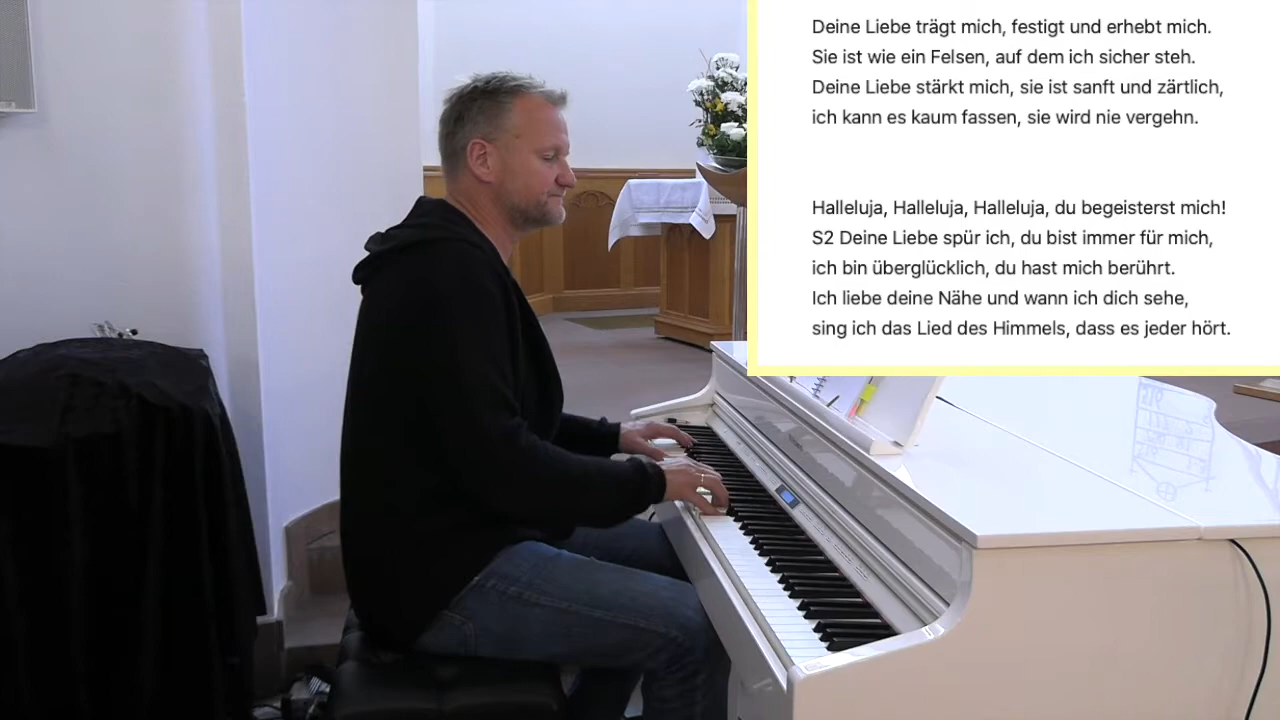 Deine Liebe trägt mich, festigt und erhebt mich.
Sie ist wie ein Felsen, auf dem ich sicher steh.
Deine Liebe stärkt mich, sie ist sanft und zärtlich,
ich kann es kaum fassen, sie wird nie vergehn.
Halleluja, Halleluja, Halleluja, du begeisterst mich!
S2 Deine Liebe spür ich, du bist immer für mich,
ich bin überglücklich, du hast mich berührt.
Ich liebe deine Nähe und wann ich dich sehe,
sing ich das Lied des Himmels, dass es jeder hört.